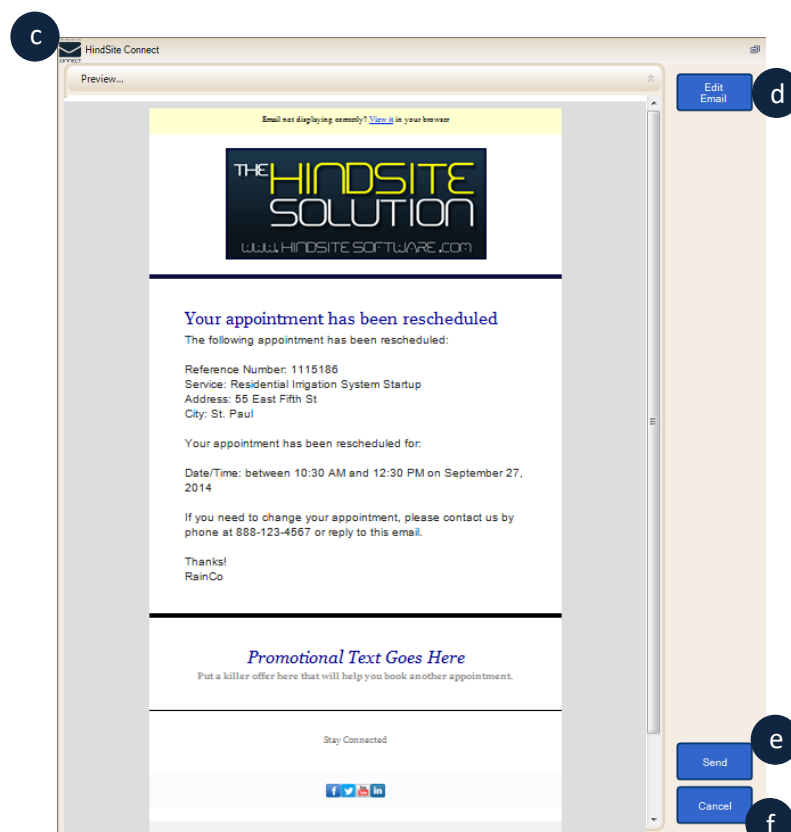 c
HindSite Connect
Preview...
Edit
Email
d
Email not displaying correctly? View it in your browser
THE HINDSITE
SOLUTION
WWW.HINDSITESOFTWARE.COM
Your appointment has been rescheduled
The following appointment has been rescheduled:
Reference Number: 1115186
Service: Residential Irrigation System Startup
Address: 55 East Fifth St
City: St. Paul
Your appointment has been rescheduled for:
Date/Time: between 10:30 AM and 12:30 PM on September 27,
2014
If you need to change your appointment, please contact us by
phone at 888-123-4567 or reply to this email.
Thanks!
RainCo
Promotional Text Goes Here
Put a killer offer here that will help you book another appointment.
Stay Connected
e
Send
Cancel
f